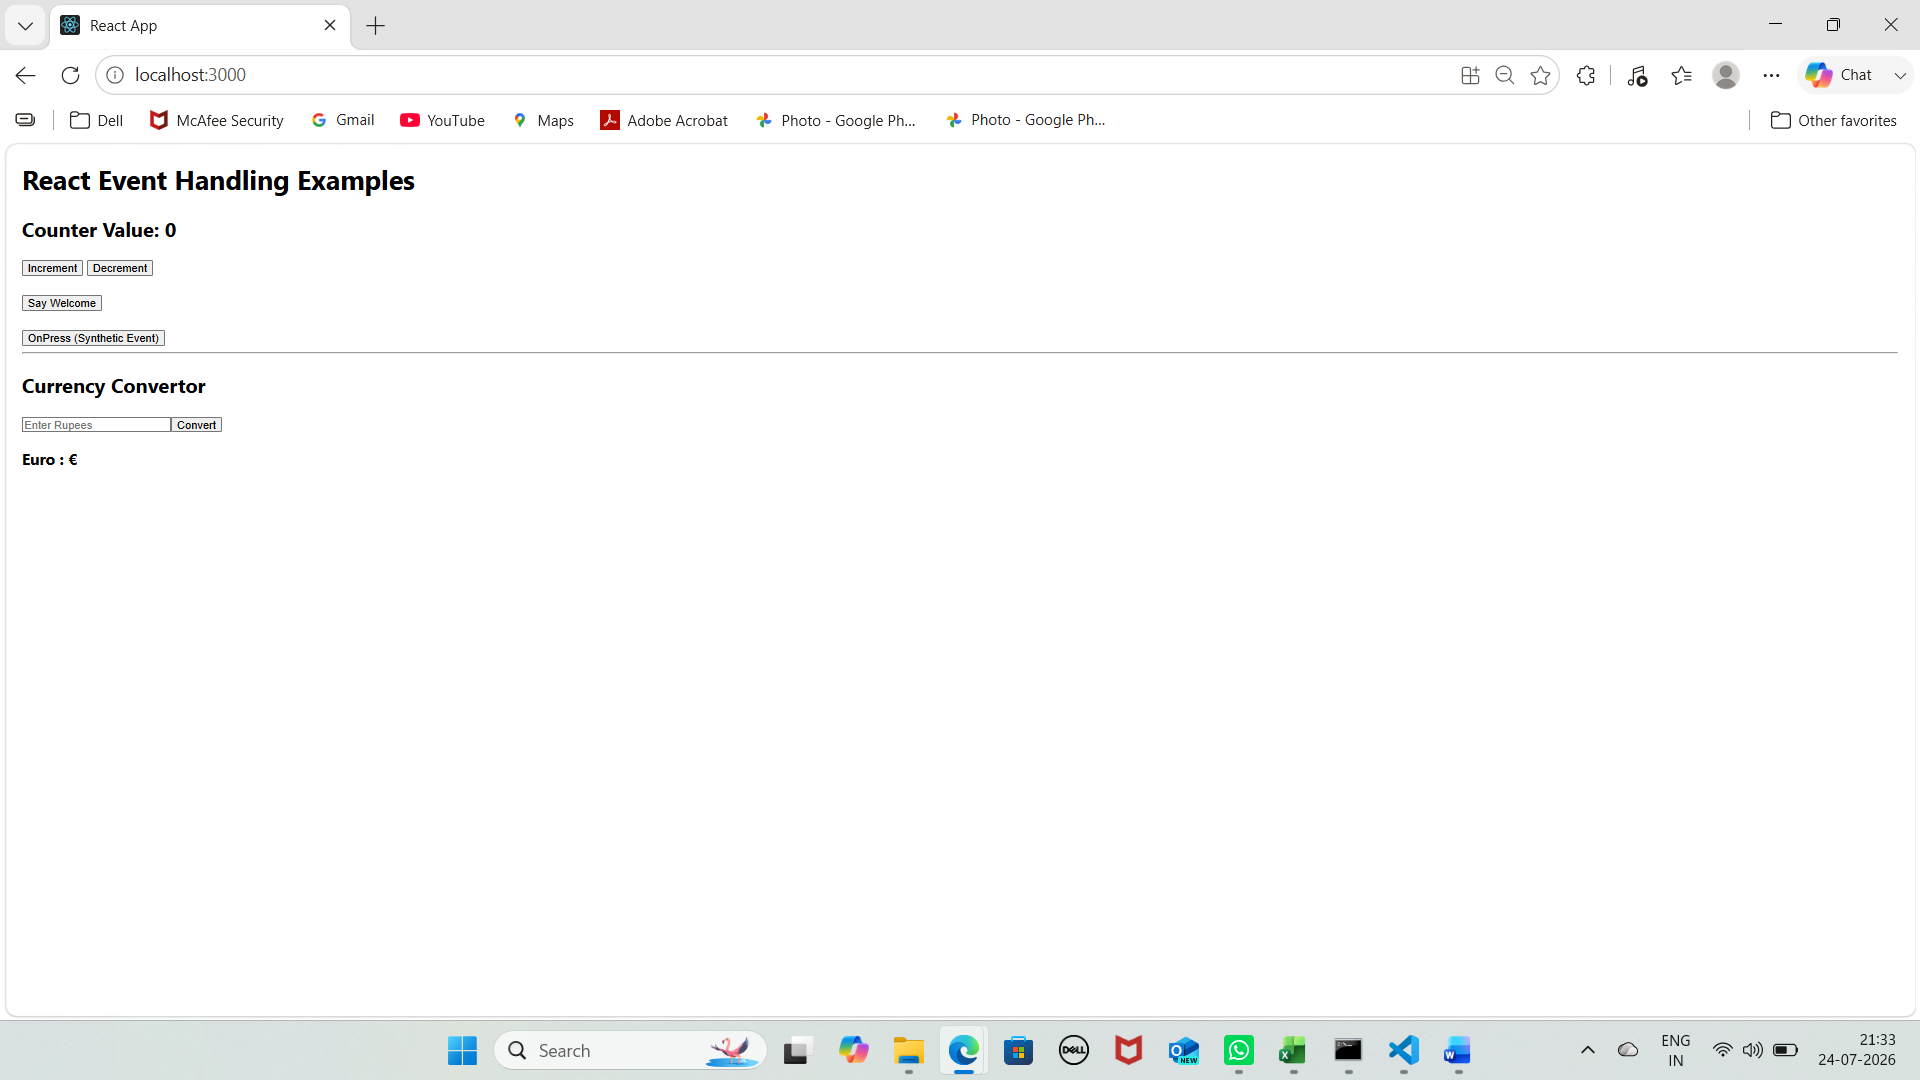 React App
localhost:3000
Chat
Dell
McAfee Security
Gmail
YouTube
Maps
Adobe Acrobat
Photo - Google Ph...
Photo - Google Ph...
Other favorites
React Event Handling Examples
Counter Value: 0
Increment Decrement
Say Welcome
OnPress (Synthetic Event)
Currency Convertor
Enter Rupees Convert
Euro : €
Search
DELL
NEW
ENG
IN
21:33
24-07-2026